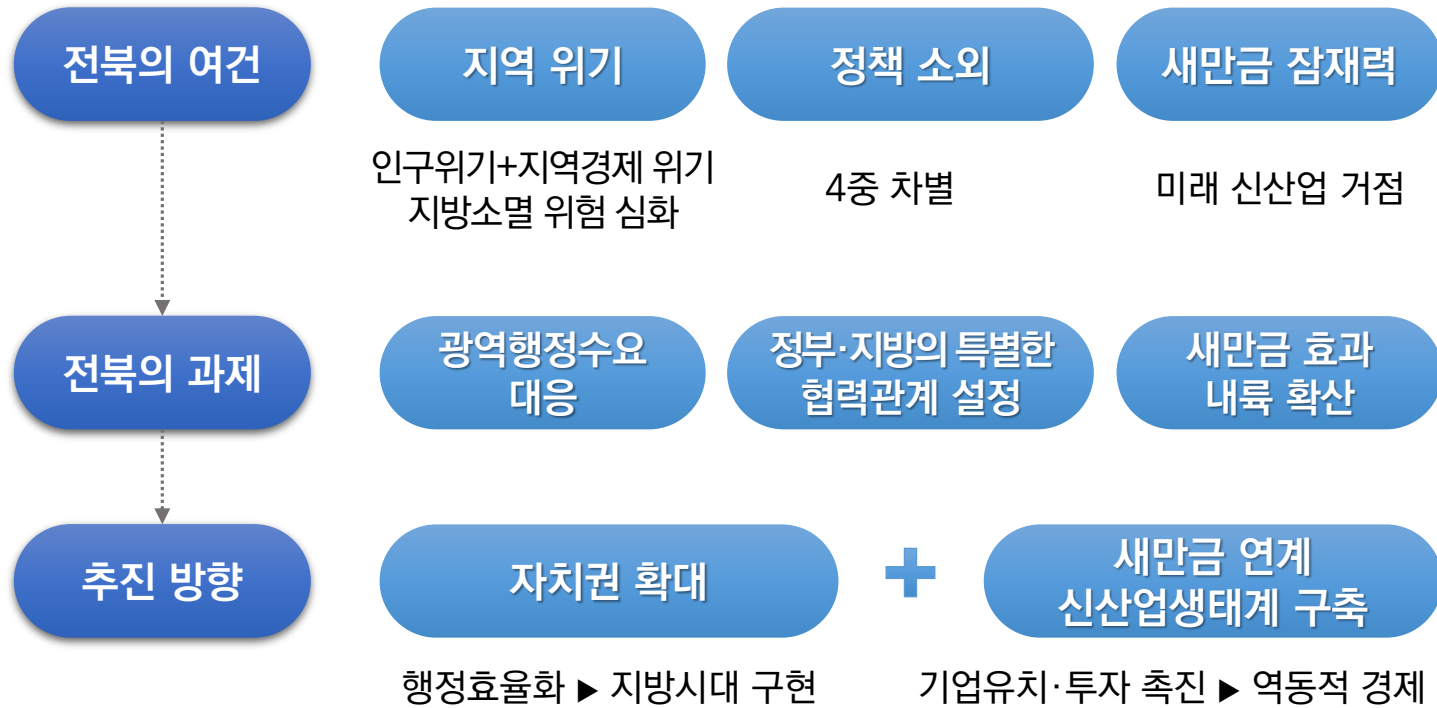 전북의 여건
지역 위기
정책 소외
새만금 잠재력
인구위기+지역경제 위기
지방소멸 위험 심화
4중 차별
미래 신산업 거점
전북의 과제
광역행정수요
대응
정부·지방의 특별한
협력관계 설정
새만금 효과
내륙 확산
추진 방향
자치권 확대
+
새만금 연계
신산업생태계 구축
행정효율화 ▶ 지방시대 구현
기업유치·투자 촉진 ▶ 역동적 경제